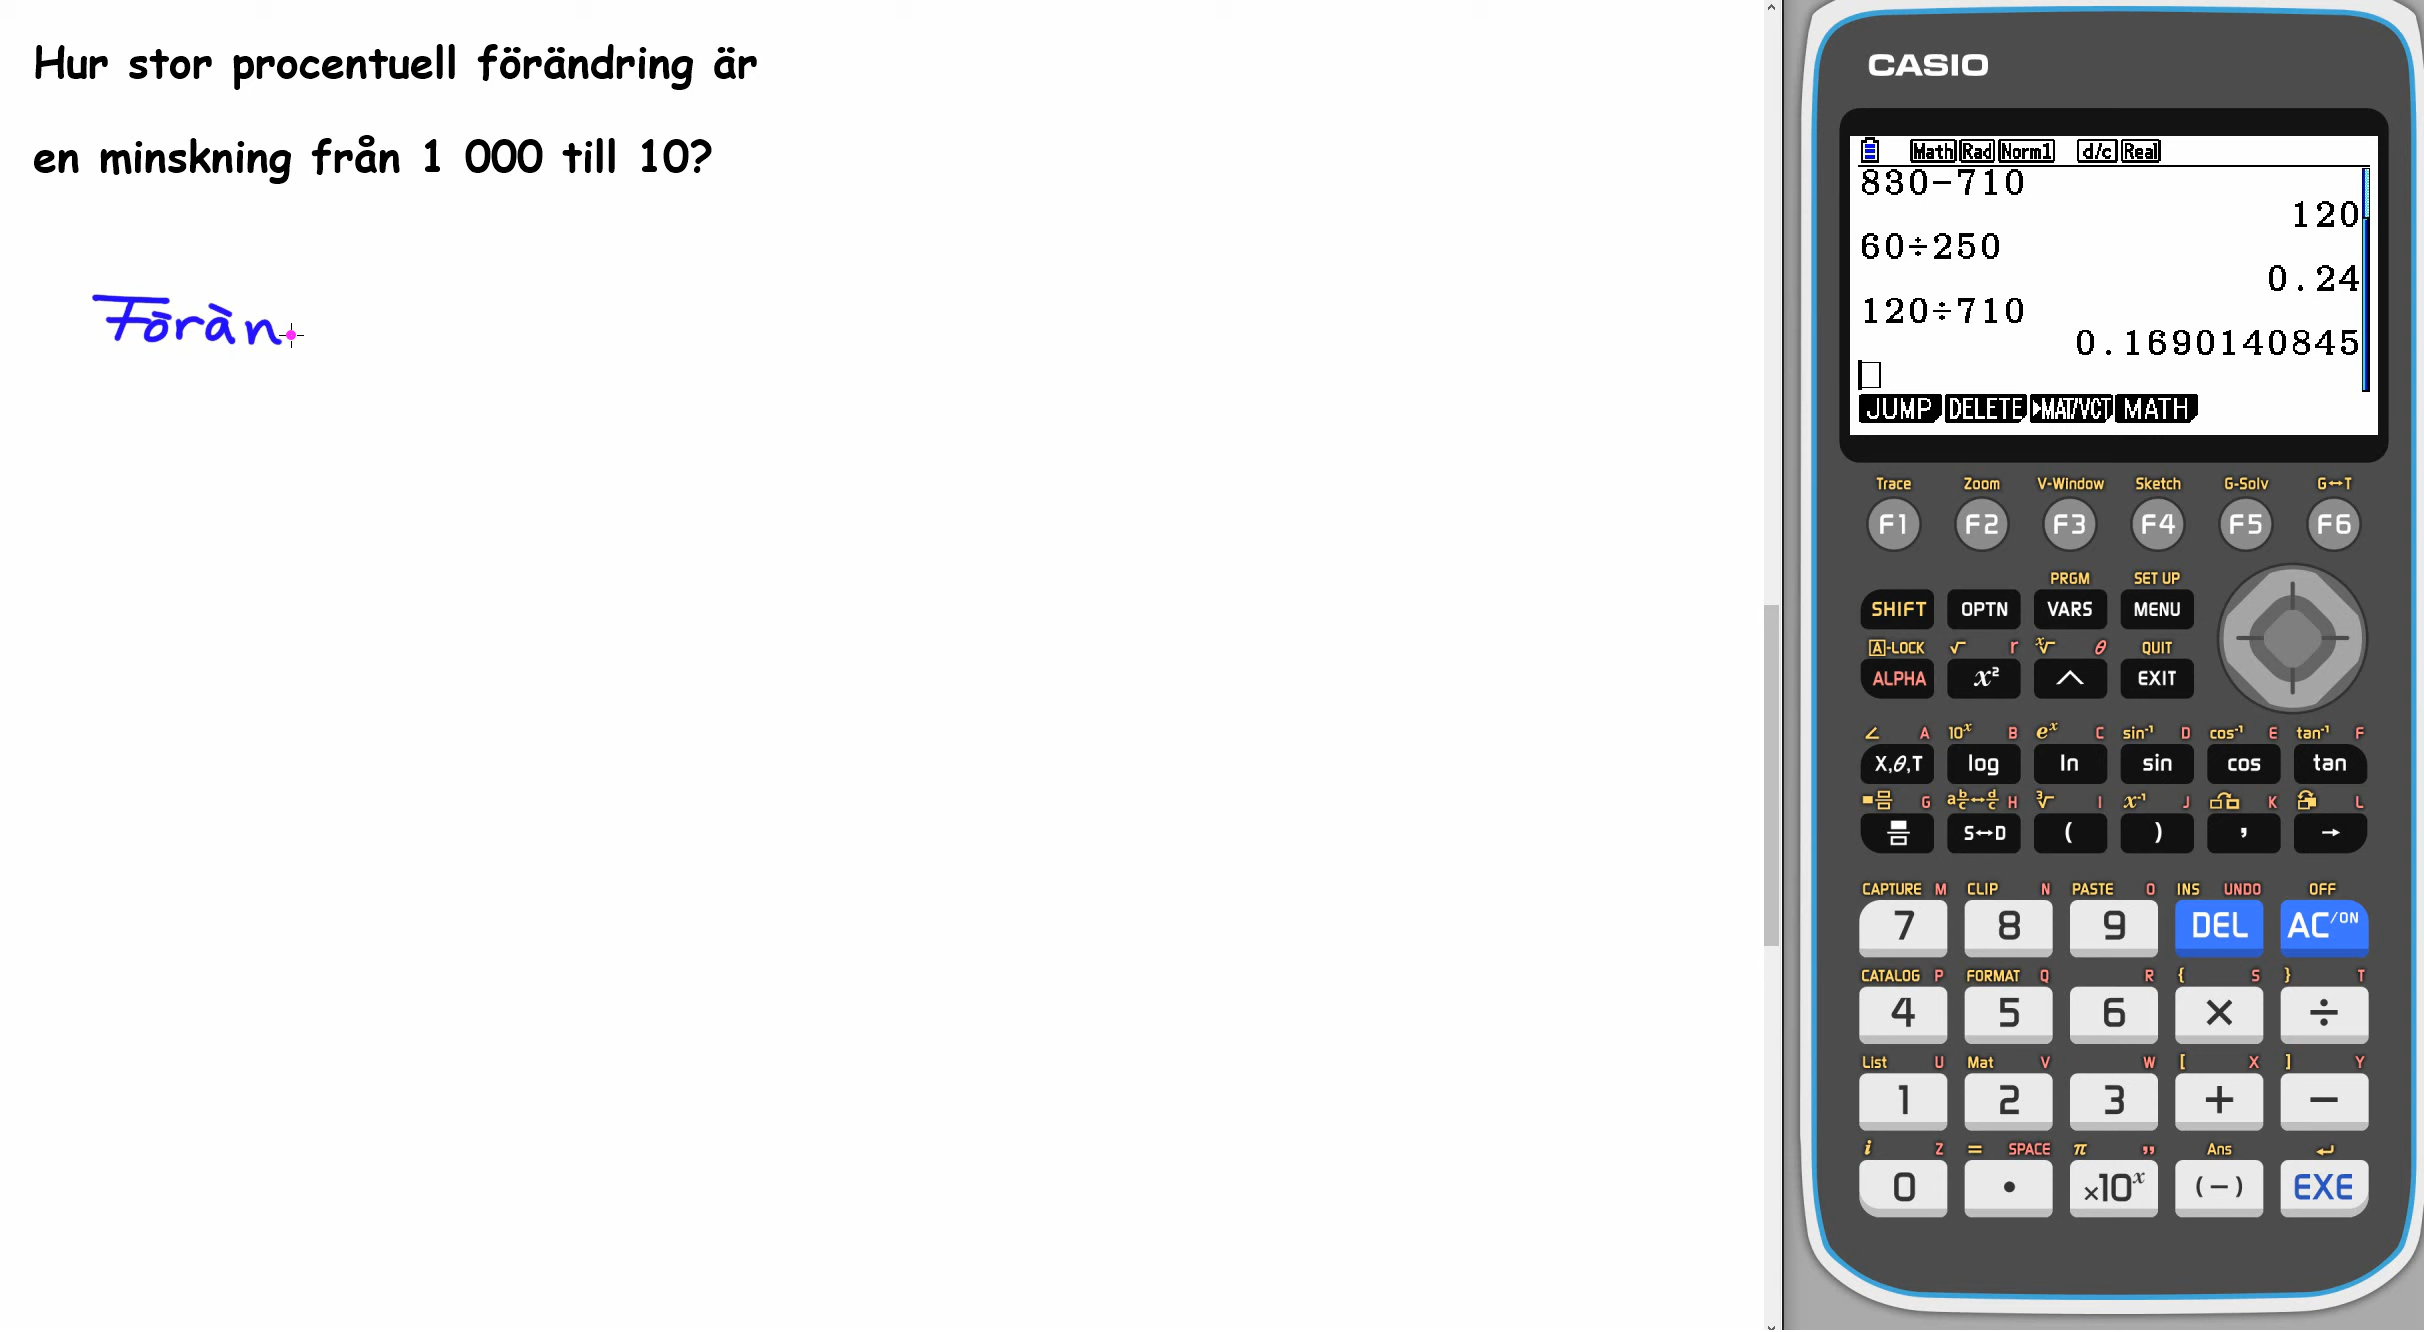 Hur stor procentuell förändring är
en minskning från 1 000 till 10?
Förän
CASIO
Math Rad Norm1 d/c Real
830-710
120
60÷250
0.24
120÷710
0.1690140845
JUMP DELETE ▶MAT/VCT MATH
Trace Zoom V-Window Sketch G-Solv G↔T
F1 F2 F3 F4 F5 F6
PRGM SET UP
SHIFT OPTN VARS MENU
A-LOCK √ r ˣ√ θ QUIT
ALPHA x² ^ EXIT
∠ A 10ˣ B eˣ C sin⁻¹ D cos⁻¹ E tan⁻¹ F
X,θ,T log ln sin cos tan
G a b/c↔d/c H ³√ I x⁻¹ J K L
S↔D ( ) , →
CAPTURE M CLIP N PASTE O INS UNDO OFF
7 8 9 DEL AC/ON
CATALOG P FORMAT Q R { S } T
4 5 6 × ÷
List U Mat V W [ X ] Y
1 2 3 + −
i Z = SPACE π " Ans ↵
0 • ×10ˣ (−) EXE